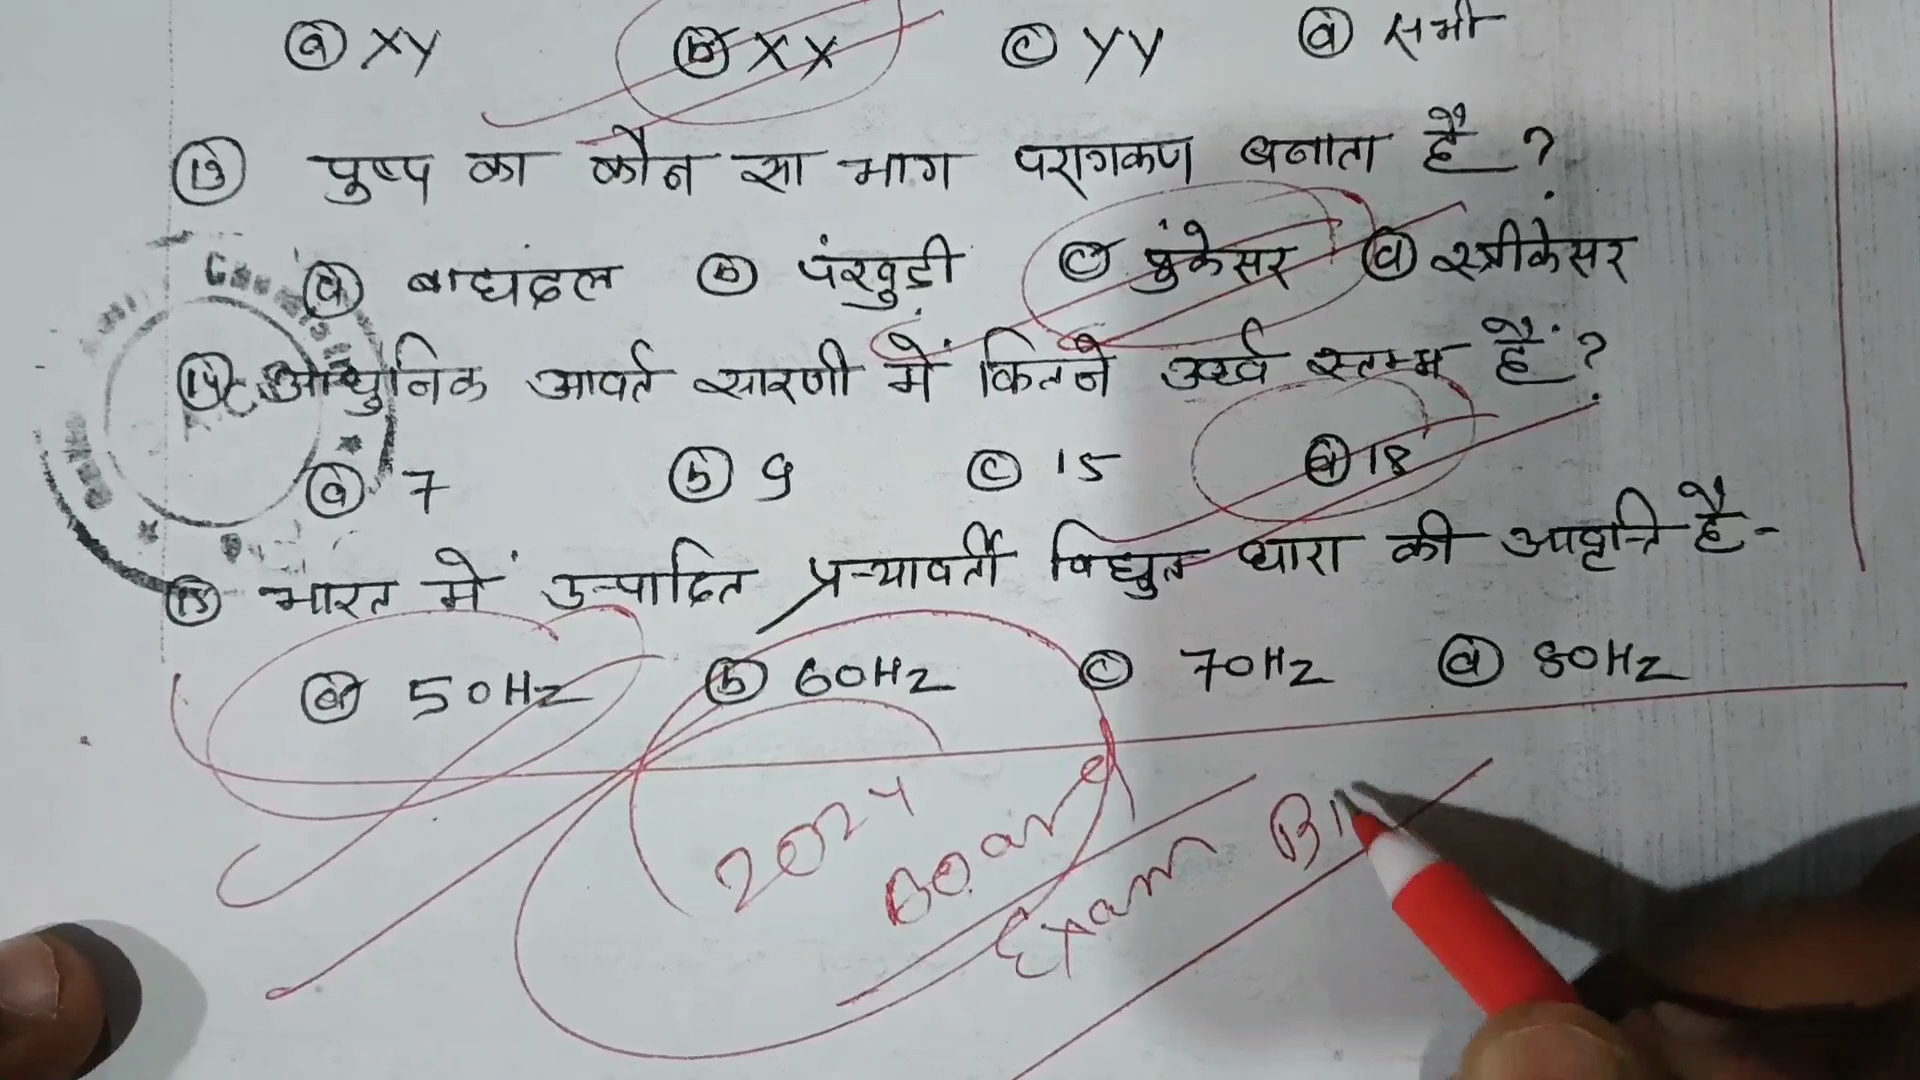 ⓐ XY ⓑ XX ⓒ YY ⓓ सभी
⑬ पुष्प का कौन सा भाग परागकण बनाता है ?
ⓐ बाह्यदल ⓑ पंखुड़ी ⓒ पुंकेसर ⓓ स्त्रीकेसर
⑭ आधुनिक आवर्त सारणी में कितने उर्ध्व स्तम्भ हैं ?
ⓐ 7 ⓑ 9 ⓒ 15 ⓓ 18
⑮ भारत में उत्पादित प्रत्यावर्ती विद्युत धारा की आवृत्ति है-
ⓐ 50Hz ⓑ 60Hz ⓒ 70Hz ⓓ 80Hz
2024
Board
Exam